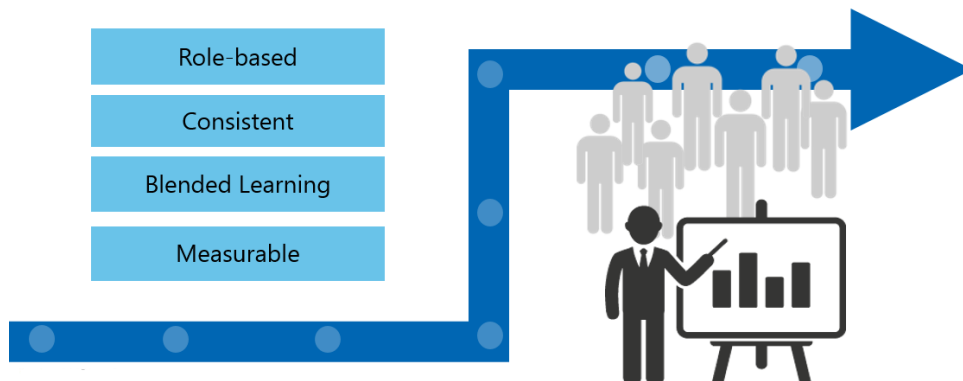 Role-based
Consistent
Blended Learning
Measurable